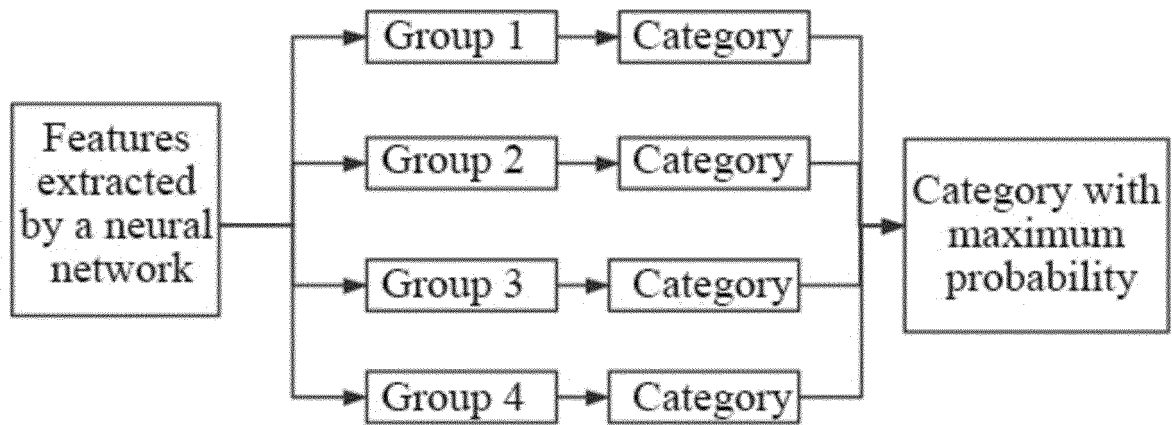 Features
extracted
by a neural
network
Group 1
Category
Group 2
Category
Group 3
Category
Group 4
Category
Category with
maximum
probability